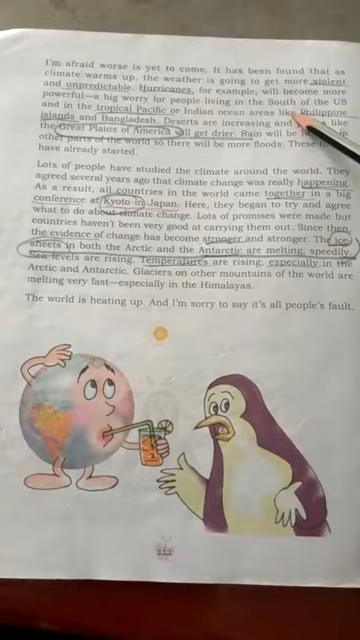 I'm afraid worse is yet to come. It has been found that as
climate warms up, the weather is going to get more violent
and unpredictable. Hurricanes, for example, will become more
powerful—a big worry for people living in the South of the US
and in the tropical Pacific or Indian ocean areas like Philippine
islands and Bangladesh. Deserts are increasing and like
the Great Plains of America will get drier. Rain will be in
other parts of the world so there will be more floods. These
have already started.
Lots of people have studied the climate around the world. They
agreed several years ago that climate change was really happening.
As a result, all countries in the world came together in a big
conference at Kyoto in Japan. Here, they began to try and agree
what to do about climate change. Lots of promises were made but
countries haven't been very good at carrying them out. Since then,
the evidence of change has become stronger and stronger. The ice
sheets in both the Arctic and the Antarctic are melting, speedily.
Sea levels are rising. Temperatures are rising, especially in the
Arctic and Antarctic. Glaciers on other mountains of the world are
melting very fast—especially in the Himalayas.
The world is heating up. And I'm sorry to say it's all people's fault.
112